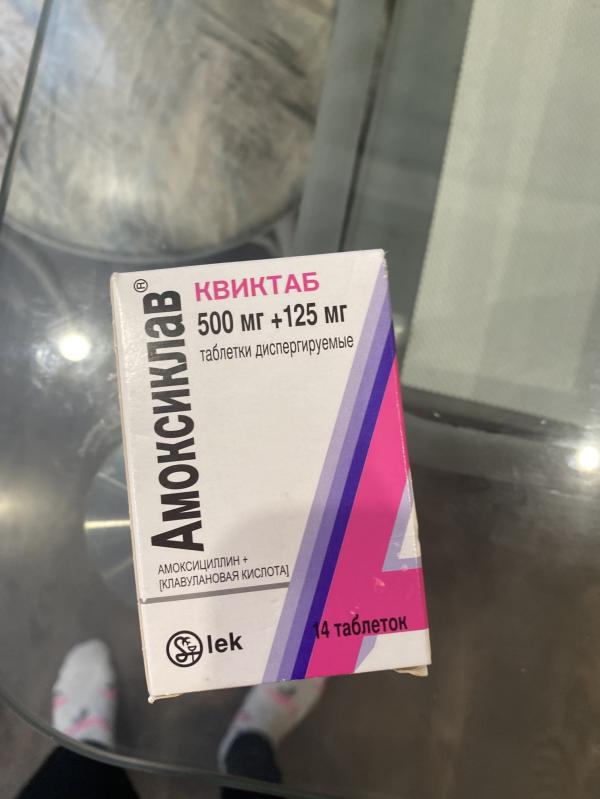 Амоксиклав®
КВИКТАБ
500 мг +125 мг
таблетки диспергируемые
АМОКСИЦИЛЛИН +
[КЛАВУЛАНОВАЯ КИСЛОТА]
lek
14 таблеток